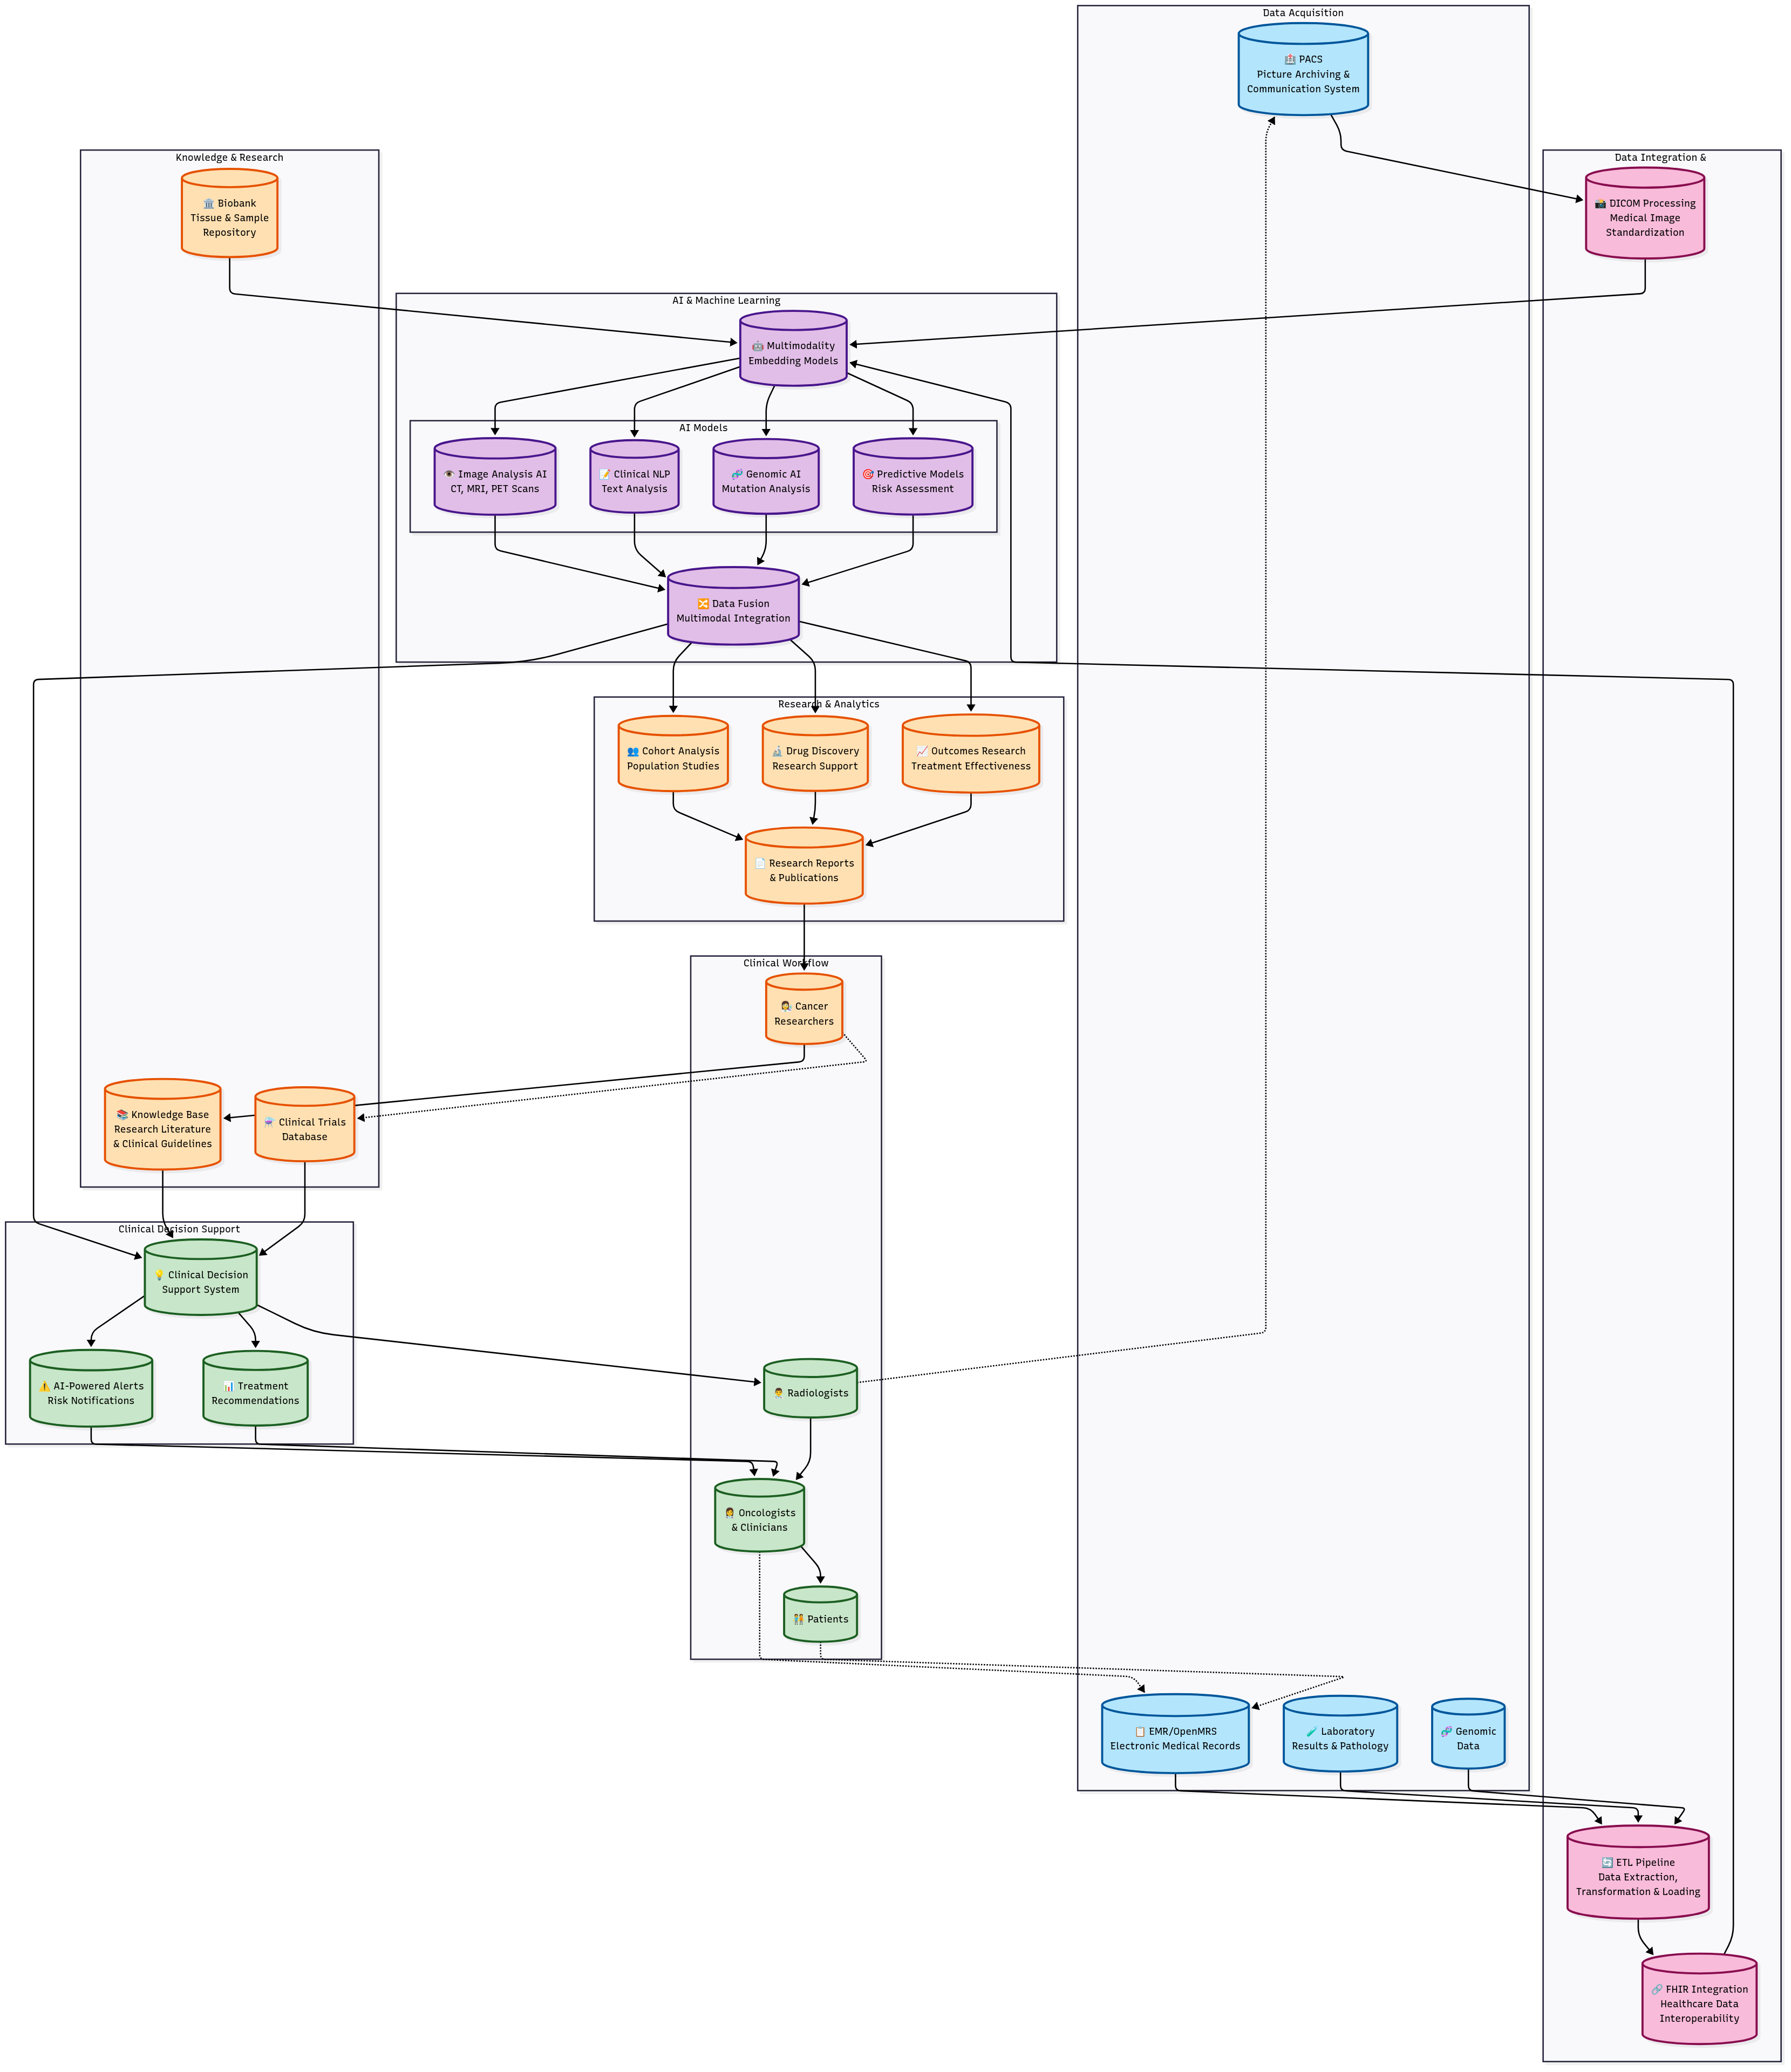 Data Acquisition
🏥 PACS
Picture Archiving &
Communication System
Knowledge & Research
🏛️ Biobank
Tissue & Sample
Repository
Data Integration &
📸 DICOM Processing
Medical Image
Standardization
AI & Machine Learning
🤖 Multimodality
Embedding Models
AI Models
👁️ Image Analysis AI
CT, MRI, PET Scans
📝 Clinical NLP
Text Analysis
🧬 Genomic AI
Mutation Analysis
🎯 Predictive Models
Risk Assessment
🔀 Data Fusion
Multimodal Integration
Research & Analytics
👥 Cohort Analysis
Population Studies
🔬 Drug Discovery
Research Support
📈 Outcomes Research
Treatment Effectiveness
📄 Research Reports
& Publications
Clinical Workflow
👩‍🔬 Cancer
Researchers
📚 Knowledge Base
Research Literature
& Clinical Guidelines
⚗️ Clinical Trials
Database
Clinical Decision Support
💡 Clinical Decision
Support System
⚠️ AI-Powered Alerts
Risk Notifications
📊 Treatment
Recommendations
👨‍⚕️ Radiologists
👩‍⚕️ Oncologists
& Clinicians
🧑‍🤝‍🧑 Patients
📋 EMR/OpenMRS
Electronic Medical Records
🧪 Laboratory
Results & Pathology
🧬 Genomic
Data
🔄 ETL Pipeline
Data Extraction,
Transformation & Loading
🔗 FHIR Integration
Healthcare Data
Interoperability